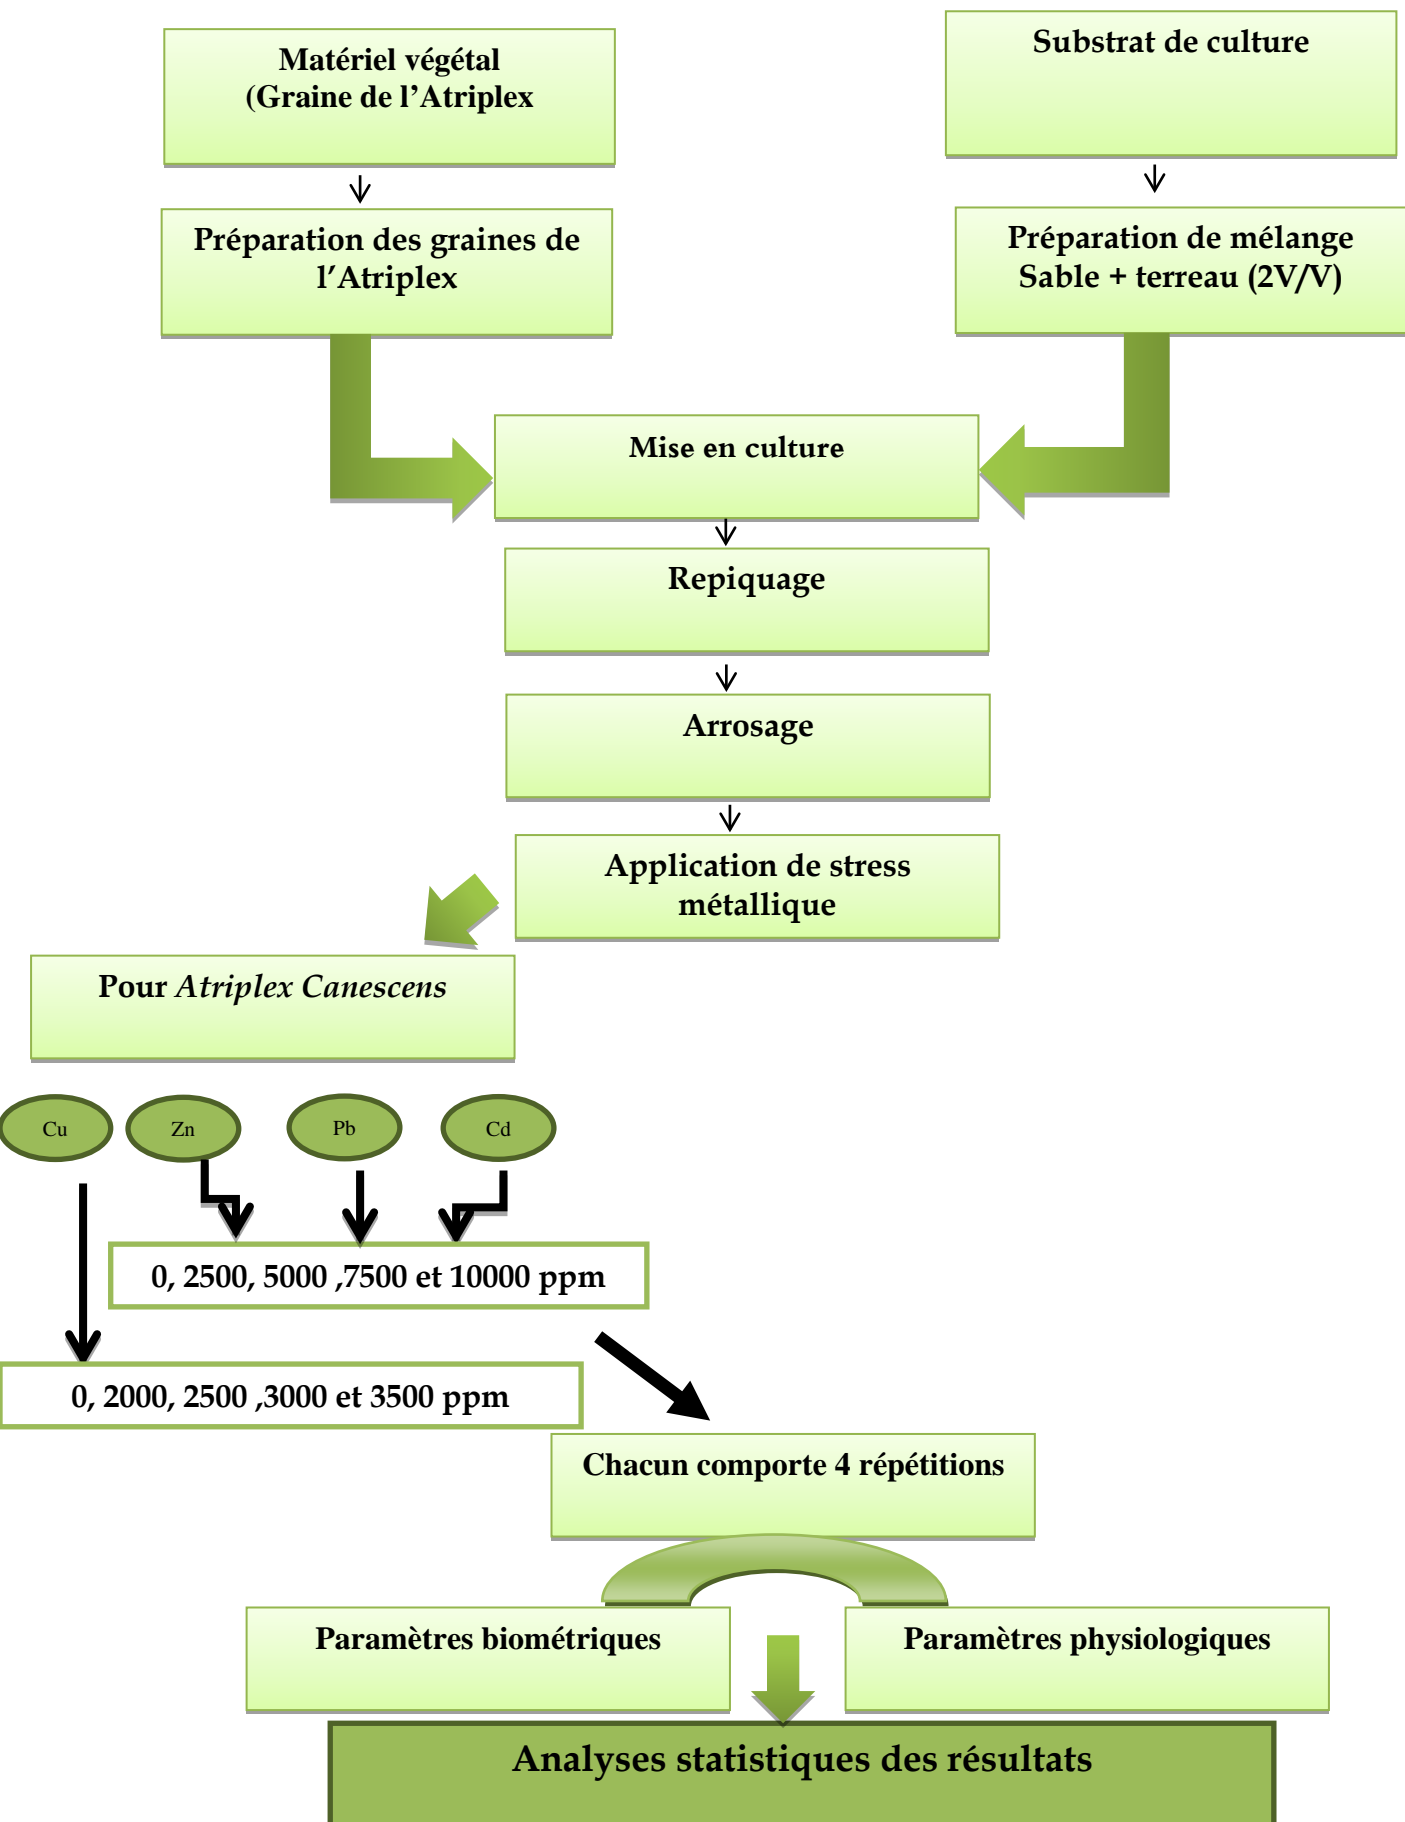 Matériel végétal
(Graine de l’Atriplex
Substrat de culture
Préparation des graines de
l’Atriplex
Préparation de mélange
Sable + terreau (2V/V)
Mise en culture
Repiquage
Arrosage
Application de stress
métallique
Pour Atriplex Canescens
Cu
Zn
Pb
Cd
0, 2500, 5000 ,7500 et 10000 ppm
0, 2000, 2500 ,3000 et 3500 ppm
Chacun comporte 4 répétitions
Paramètres biométriques
Paramètres physiologiques
Analyses statistiques des résultats